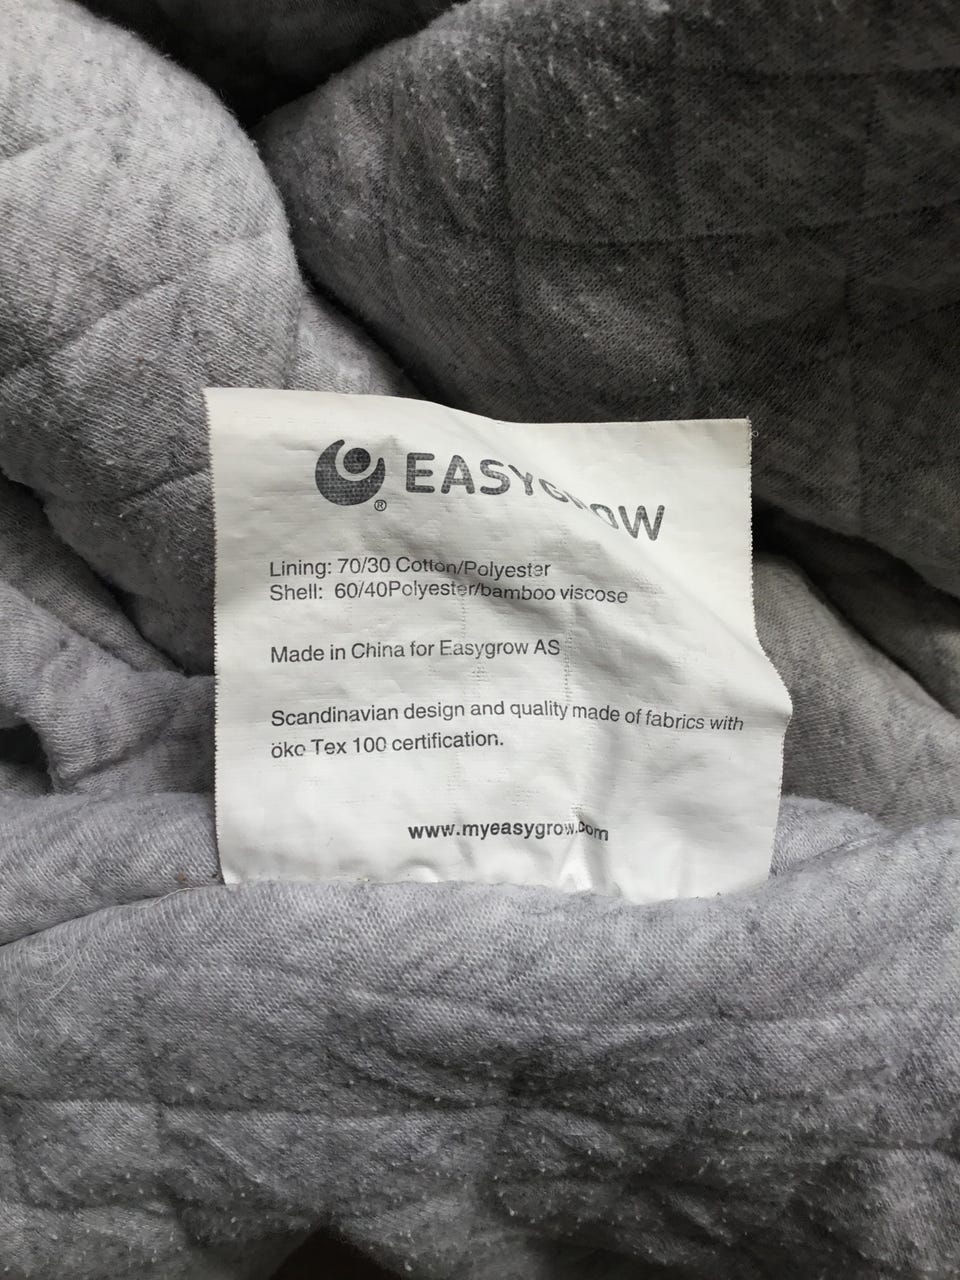 EASYGROW
®
Lining: 70/30 Cotton/Polyester
Shell: 60/40Polyester/bamboo viscose
Made in China for Easygrow AS
Scandinavian design and quality made of fabrics with
öko Tex 100 certification.
www.myeasygrow.com